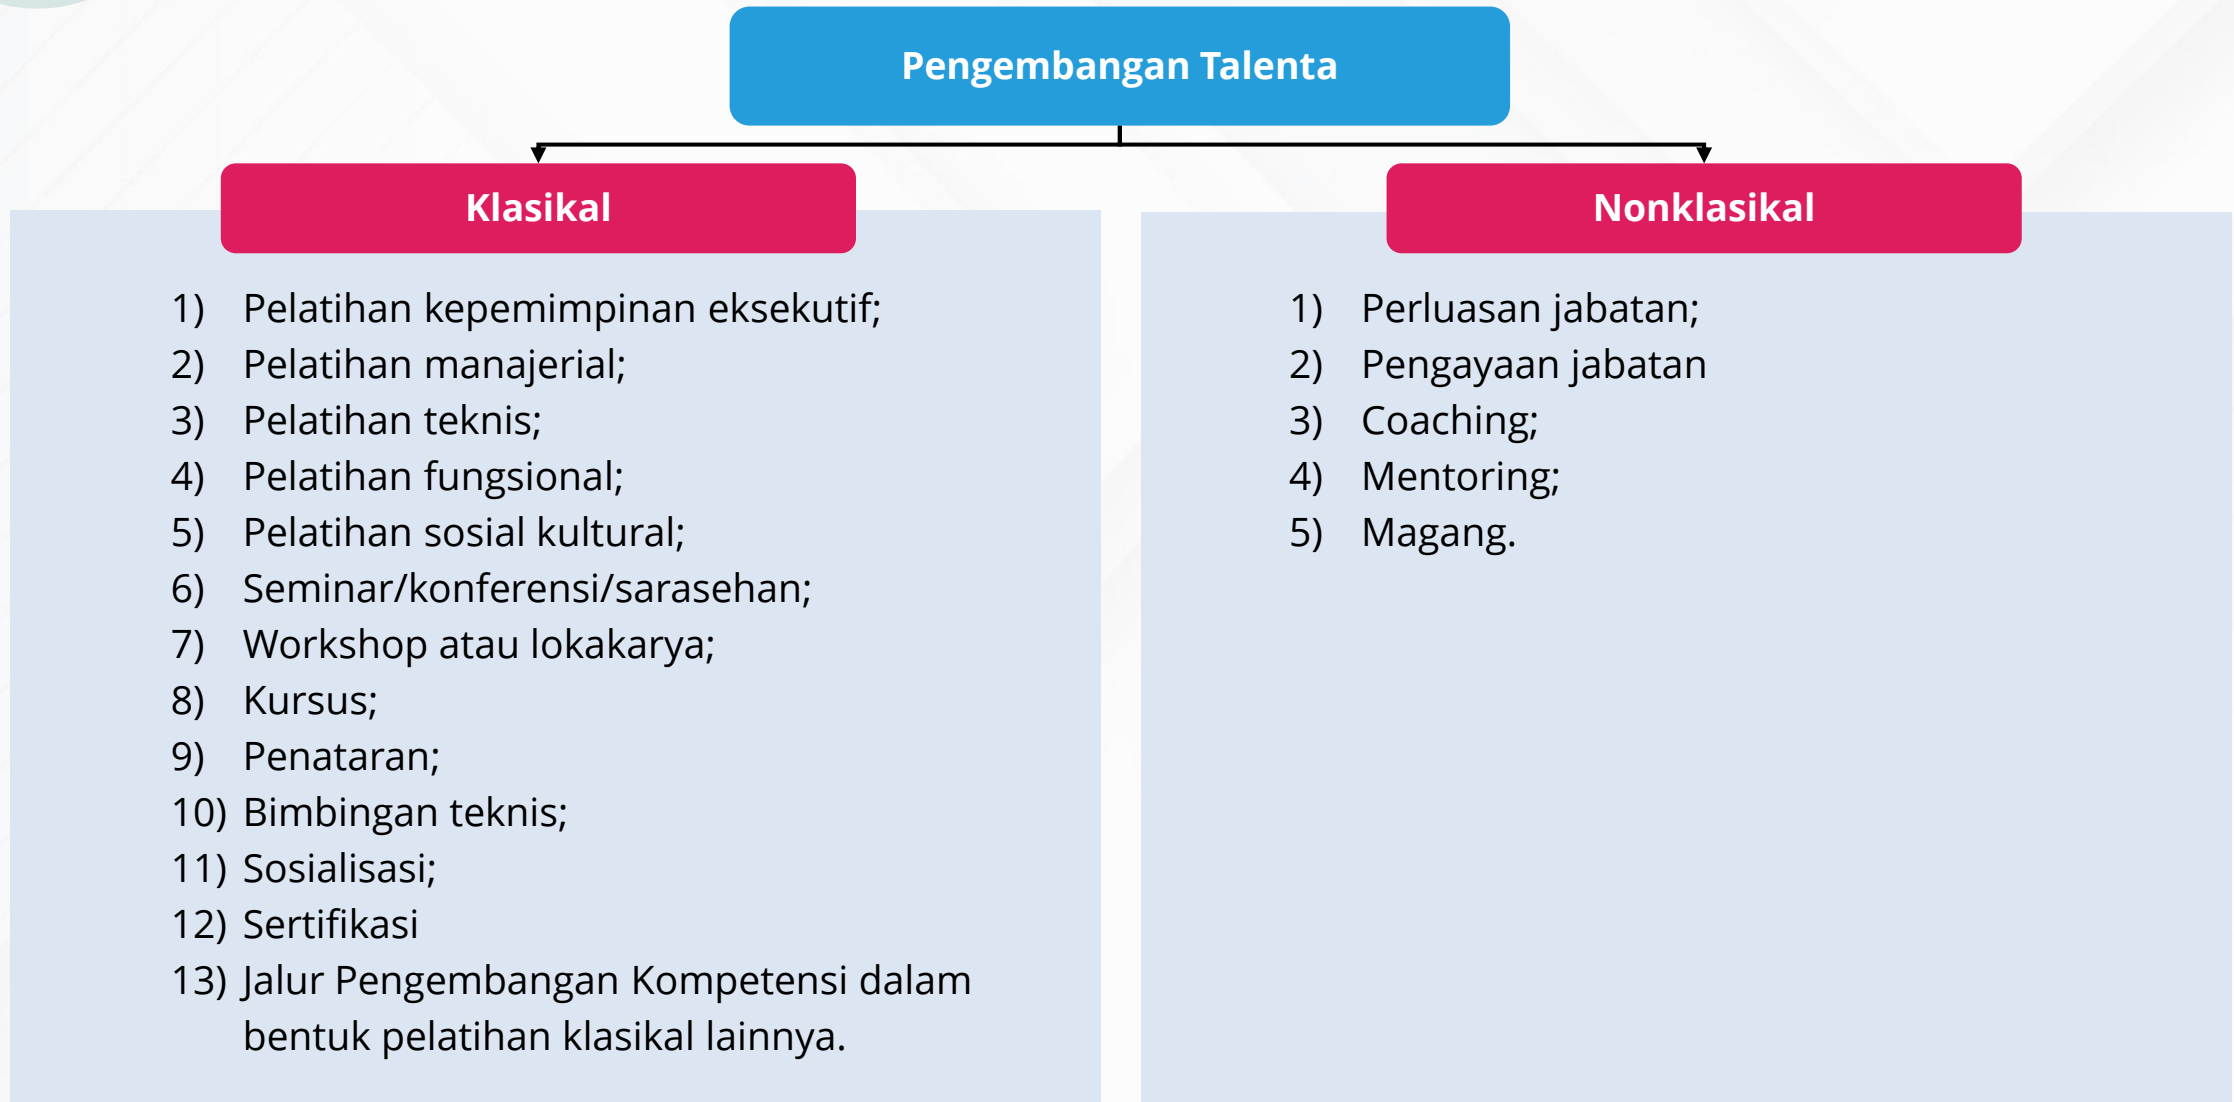 Pengembangan Talenta
Klasikal
1) Pelatihan kepemimpinan eksekutif;
2) Pelatihan manajerial;
3) Pelatihan teknis;
4) Pelatihan fungsional;
5) Pelatihan sosial kultural;
6) Seminar/konferensi/sarasehan;
7) Workshop atau lokakarya;
8) Kursus;
9) Penataran;
10) Bimbingan teknis;
11) Sosialisasi;
12) Sertifikasi
13) Jalur Pengembangan Kompetensi dalam
bentuk pelatihan klasikal lainnya.
Nonklasikal
1) Perluasan jabatan;
2) Pengayaan jabatan
3) Coaching;
4) Mentoring;
5) Magang.